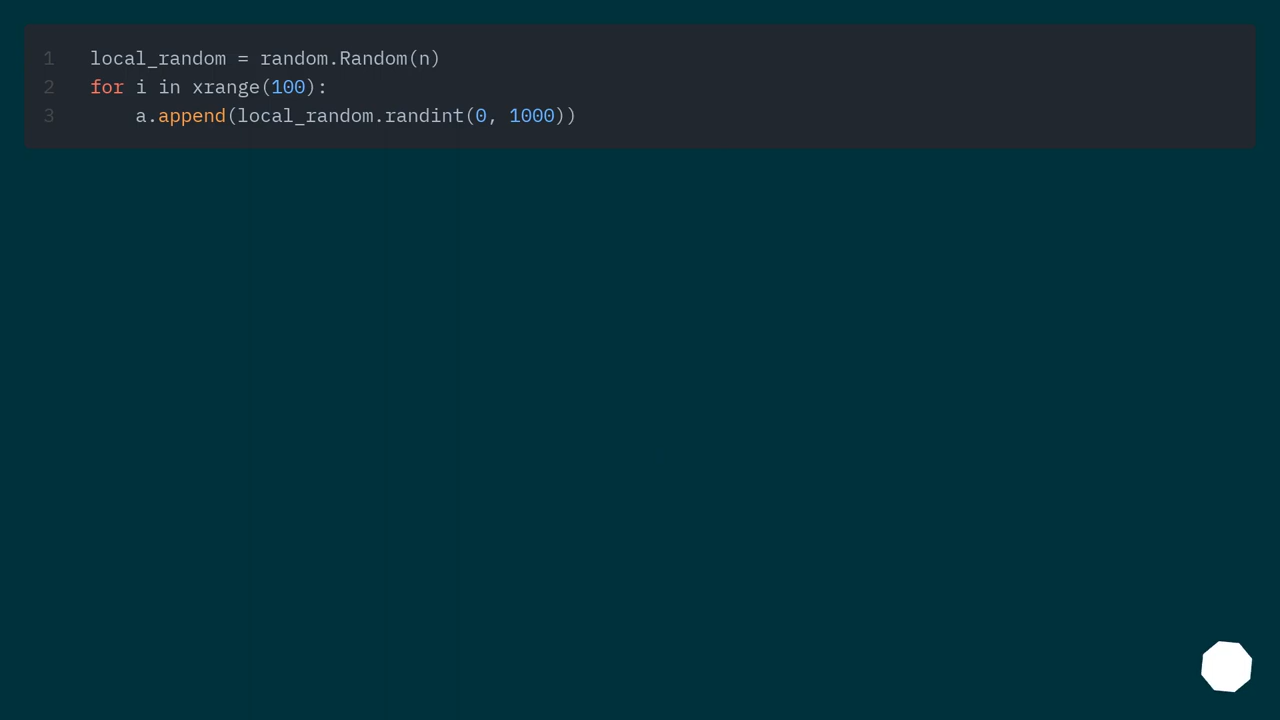 1 local_random = random.Random(n)
2 for i in xrange(100):
3     a.append(local_random.randint(0, 1000))